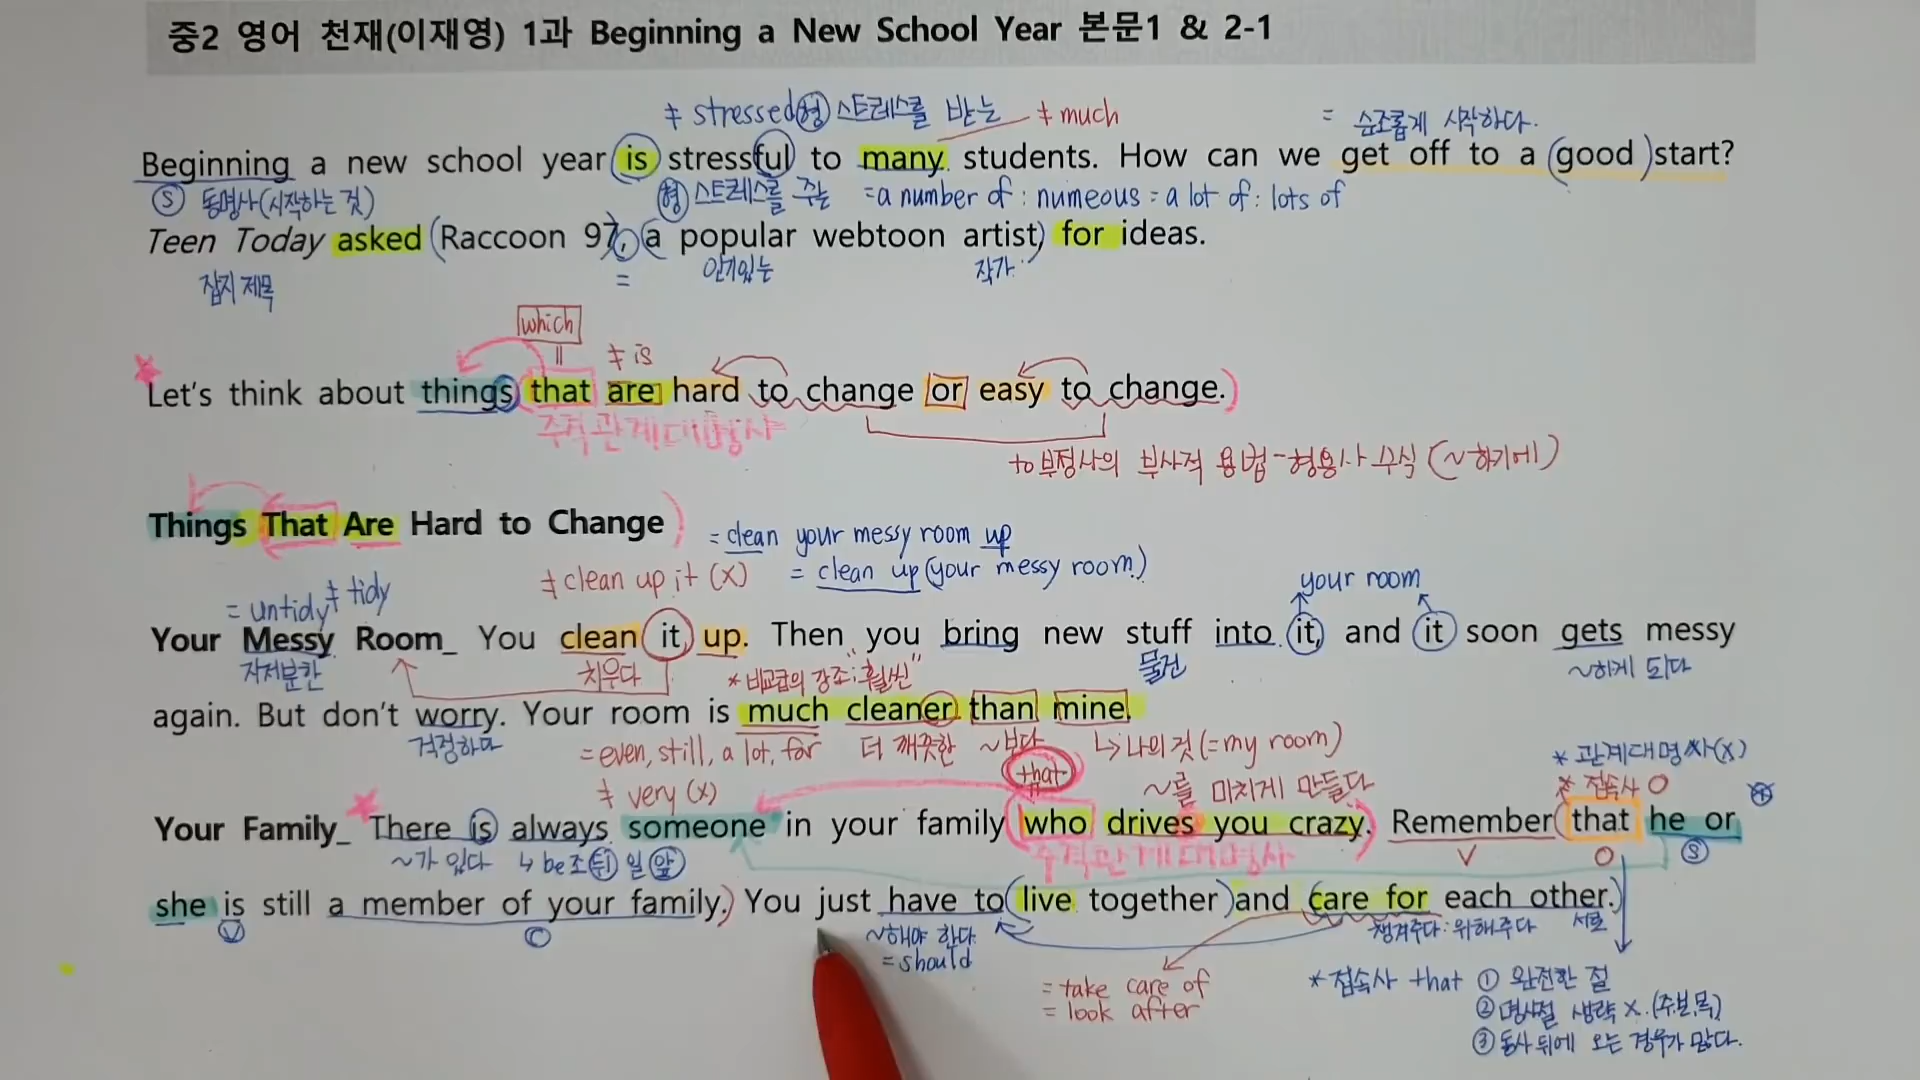 중2 영어 천재(이재영) 1과 Beginning a New School Year 본문1 & 2-1
≠ stressed 형 스트레스를 받는 ≠ much = 순조롭게 시작하다.
Beginning a new school year is stressful to many students. How can we get off to a (good) start?
S 동명사(시작하는 것) 형 스트레스를 주는 = a number of : numeous = a lot of : lots of
Teen Today asked (Raccoon 97, (a popular webtoon artist) for ideas.
잡지 제목 = 인기있는 작가
which
|| ≠ is
Let's think about things that are hard to change or easy to change.)
주격관계대명사
to부정사의 부사적 용법-형용사 수식 (~하기에)
Things That Are Hard to Change)
= clean your messy room up
≠ clean up it (x) = clean up (your messy room.)
= untidy ≠ tidy your room
Your Messy Room_ You clean it up. Then you bring new stuff into it, and it soon gets messy
지저분한 치우다 * 비교급의 강조: "훨씬" 물건 ~하게 되다
again. But don't worry. Your room is much cleaner than mine.
걱정하다 = even, still, a lot, far 더 깨끗한 ~보다 ↳ 나의 것 (= my room)
≠ very (x) that ~를 미치게 만들다
* 관계대명사(x)
* 접속사 O
Your Family_ There is always someone in your family (who drives you crazy.) Remember (that he or
~가 있다 ↳ be조뒤 일앞 주격관계대명사 V O S
she is still a member of your family.) You just have to (live together) and (care for each other.)
V C ~해야 한다 챙겨주다 : 위해주다 서로
= should
= take care of
= look after
* 접속사 that ① 완전한 절
② 명사절 생략 x. (주.보.목)
③ 동사 뒤에 오는 경우가 많다.